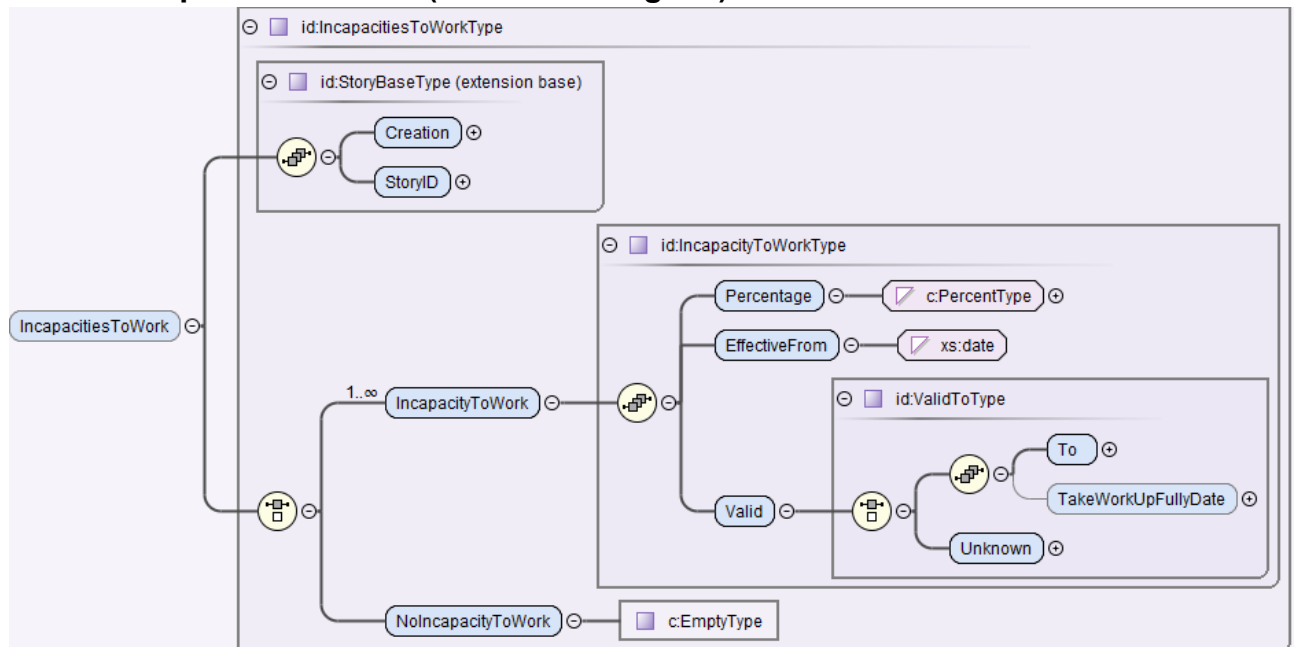 id:IncapacitiesToWorkType
id:StoryBaseType (extension base)
Creation
StoryID
id:IncapacityToWorkType
Percentage
c:PercentType
IncapacitiesToWork
EffectiveFrom
xs:date
1..∞
IncapacityToWork
id:ValidToType
To
TakeWorkUpFullyDate
Valid
Unknown
NoIncapacityToWork
c:EmptyType